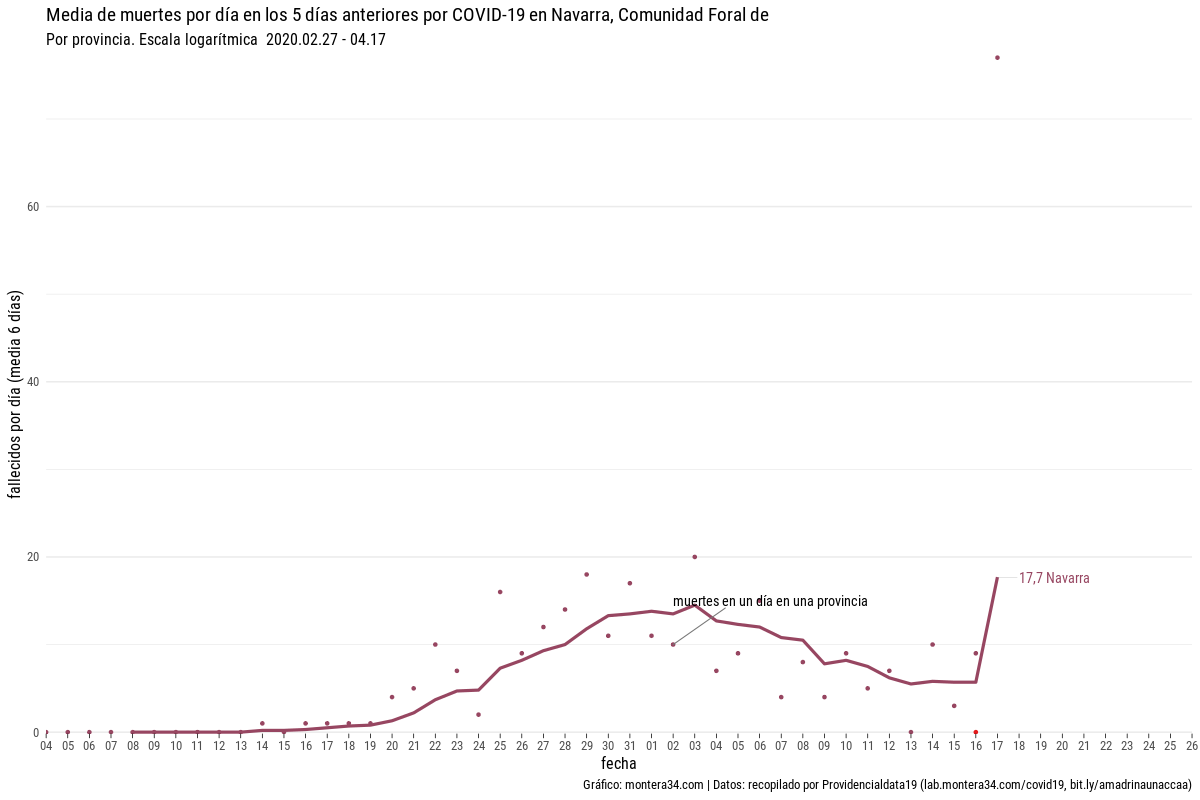 Media de muertes por día en los 5 días anteriores por COVID-19 en Navarra, Comunidad Foral de
Por provincia. Escala logarítmica 2020.02.27 - 04.17
fallecidos por día (media 6 días)
60
40
20
0
muertes en un día en una provincia
17,7 Navarra
04 05 06 07 08 09 10 11 12 13 14 15 16 17 18 19 20 21 22 23 24 25 26 27 28 29 30 31 01 02 03 04 05 06 07 08 09 10 11 12 13 14 15 16 17 18 19 20 21 22 23 24 25 26
fecha
Gráfico: montera34.com | Datos: recopilado por Providencialdata19 (lab.montera34.com/covid19, bit.ly/amadrinaunaccaa)